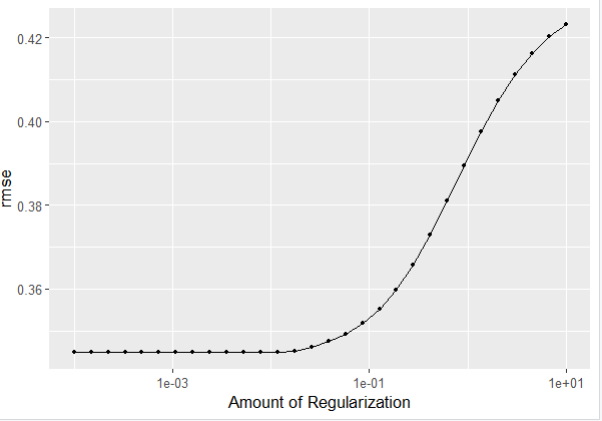 0.42
0.40
0.38
0.36
rmse
1e-03
1e-01
1e+01
Amount of Regularization